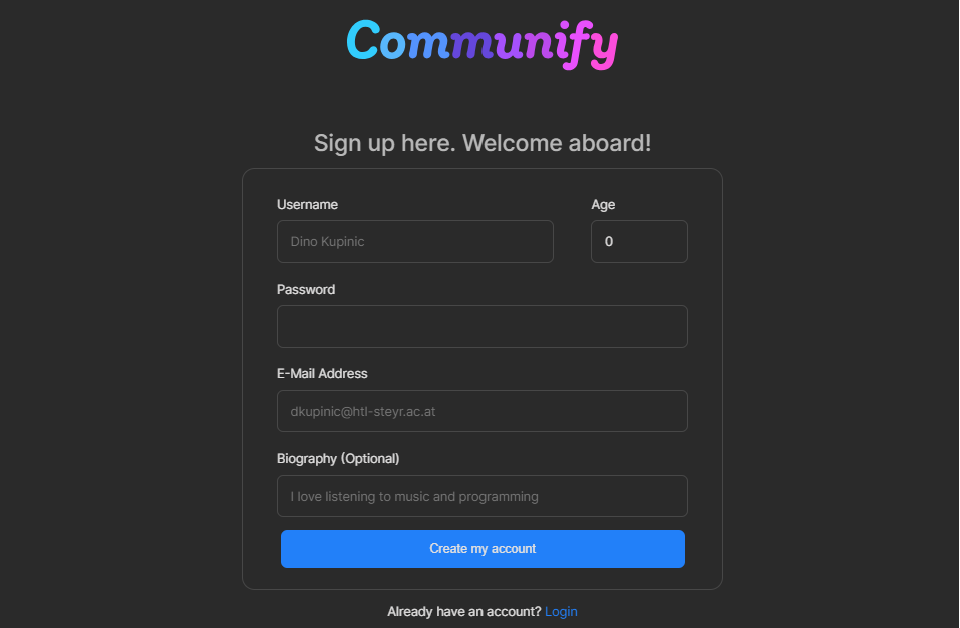 Communify
Sign up here. Welcome aboard!
Username
Age
Dino Kupinic
0
Password
E-Mail Address
dkupinic@htl-steyr.ac.at
Biography (Optional)
I love listening to music and programming
Create my account
Already have an account? Login